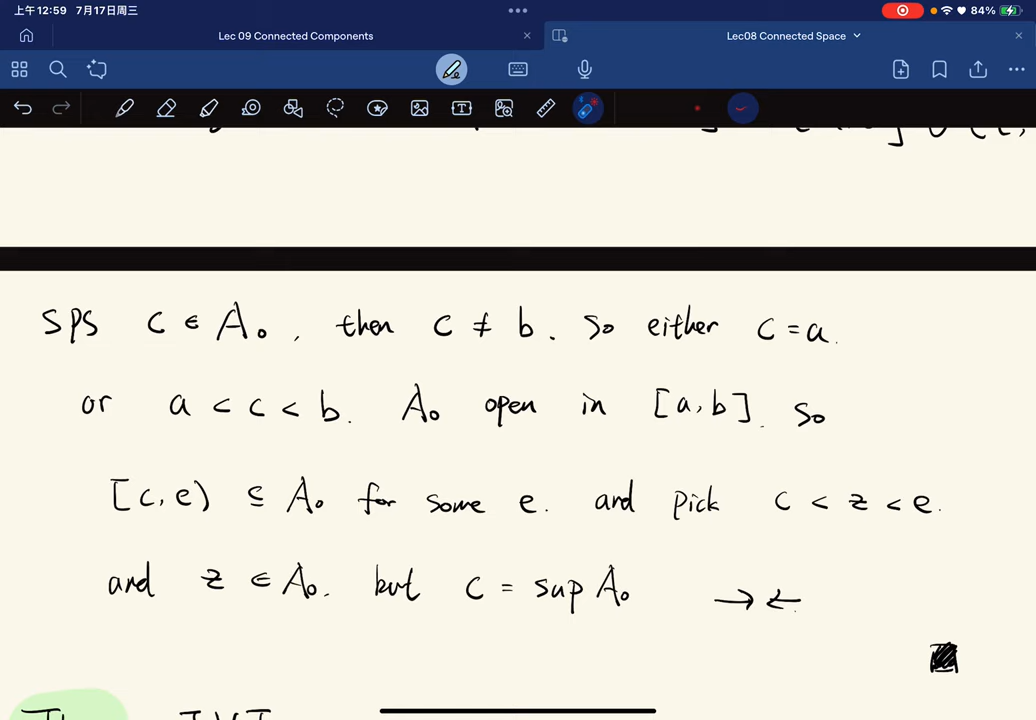 上午12:59 7月17日周三
84%
Lec 09 Connected Components
Lec08 Connected Space
SPS c ∈ A₀, then c ≠ b. So either c = a.
or a < c < b. A₀ open in [a,b]. So
[c,e) ⊆ A₀ for some e. and pick c < z < e.
and z ∈ A₀. but c = sup A₀ →←